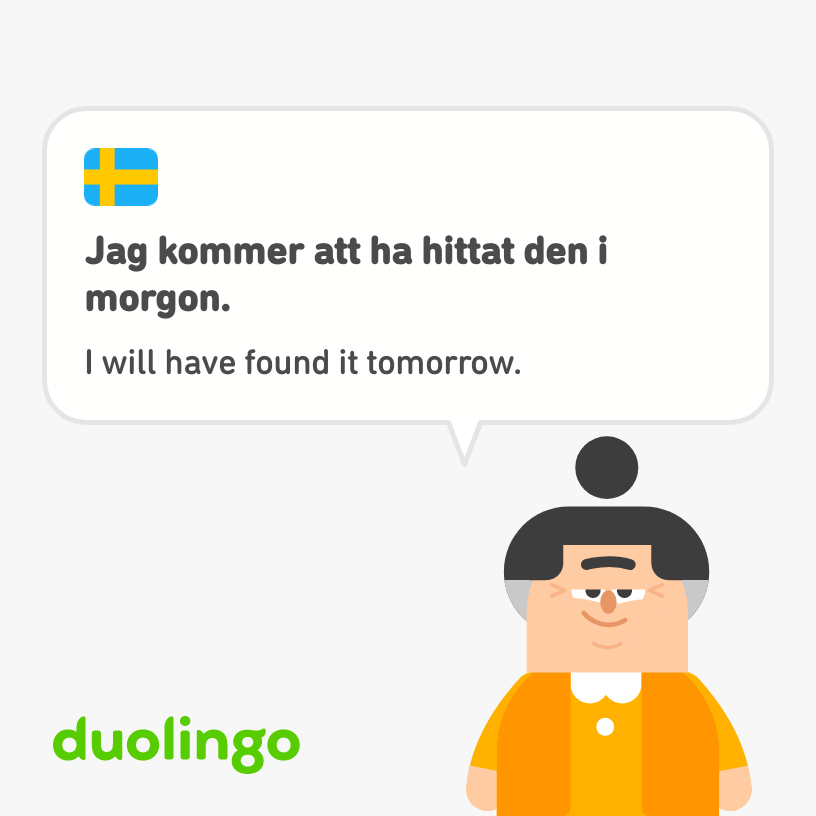 Jag kommer att ha hittat den i
morgon.
I will have found it tomorrow.
duolingo